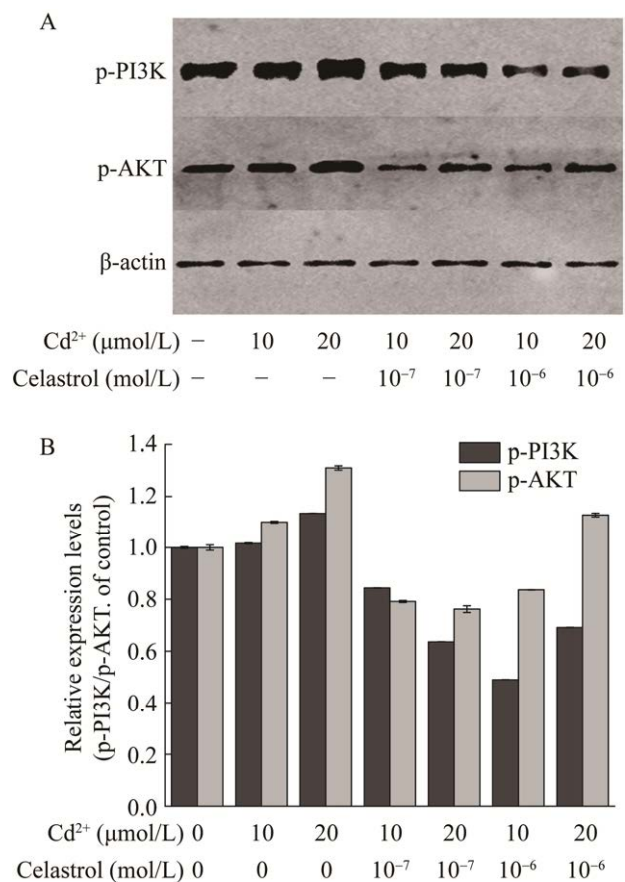 A
p-PI3K
p-AKT
β-actin
Cd²⁺ (μmol/L) – 10 20 10 20 10 20
Celastrol (mol/L) – – – 10⁻⁷ 10⁻⁷ 10⁻⁶ 10⁻⁶
B
Relative expression levels
(p-PI3K/p-AKT. of control)
1.4
1.2
1.0
0.8
0.6
0.4
0.2
0.0
p-PI3K
p-AKT
Cd²⁺ (μmol/L) 0 10 20 10 20 10 20
Celastrol (mol/L) 0 0 0 10⁻⁷ 10⁻⁷ 10⁻⁶ 10⁻⁶